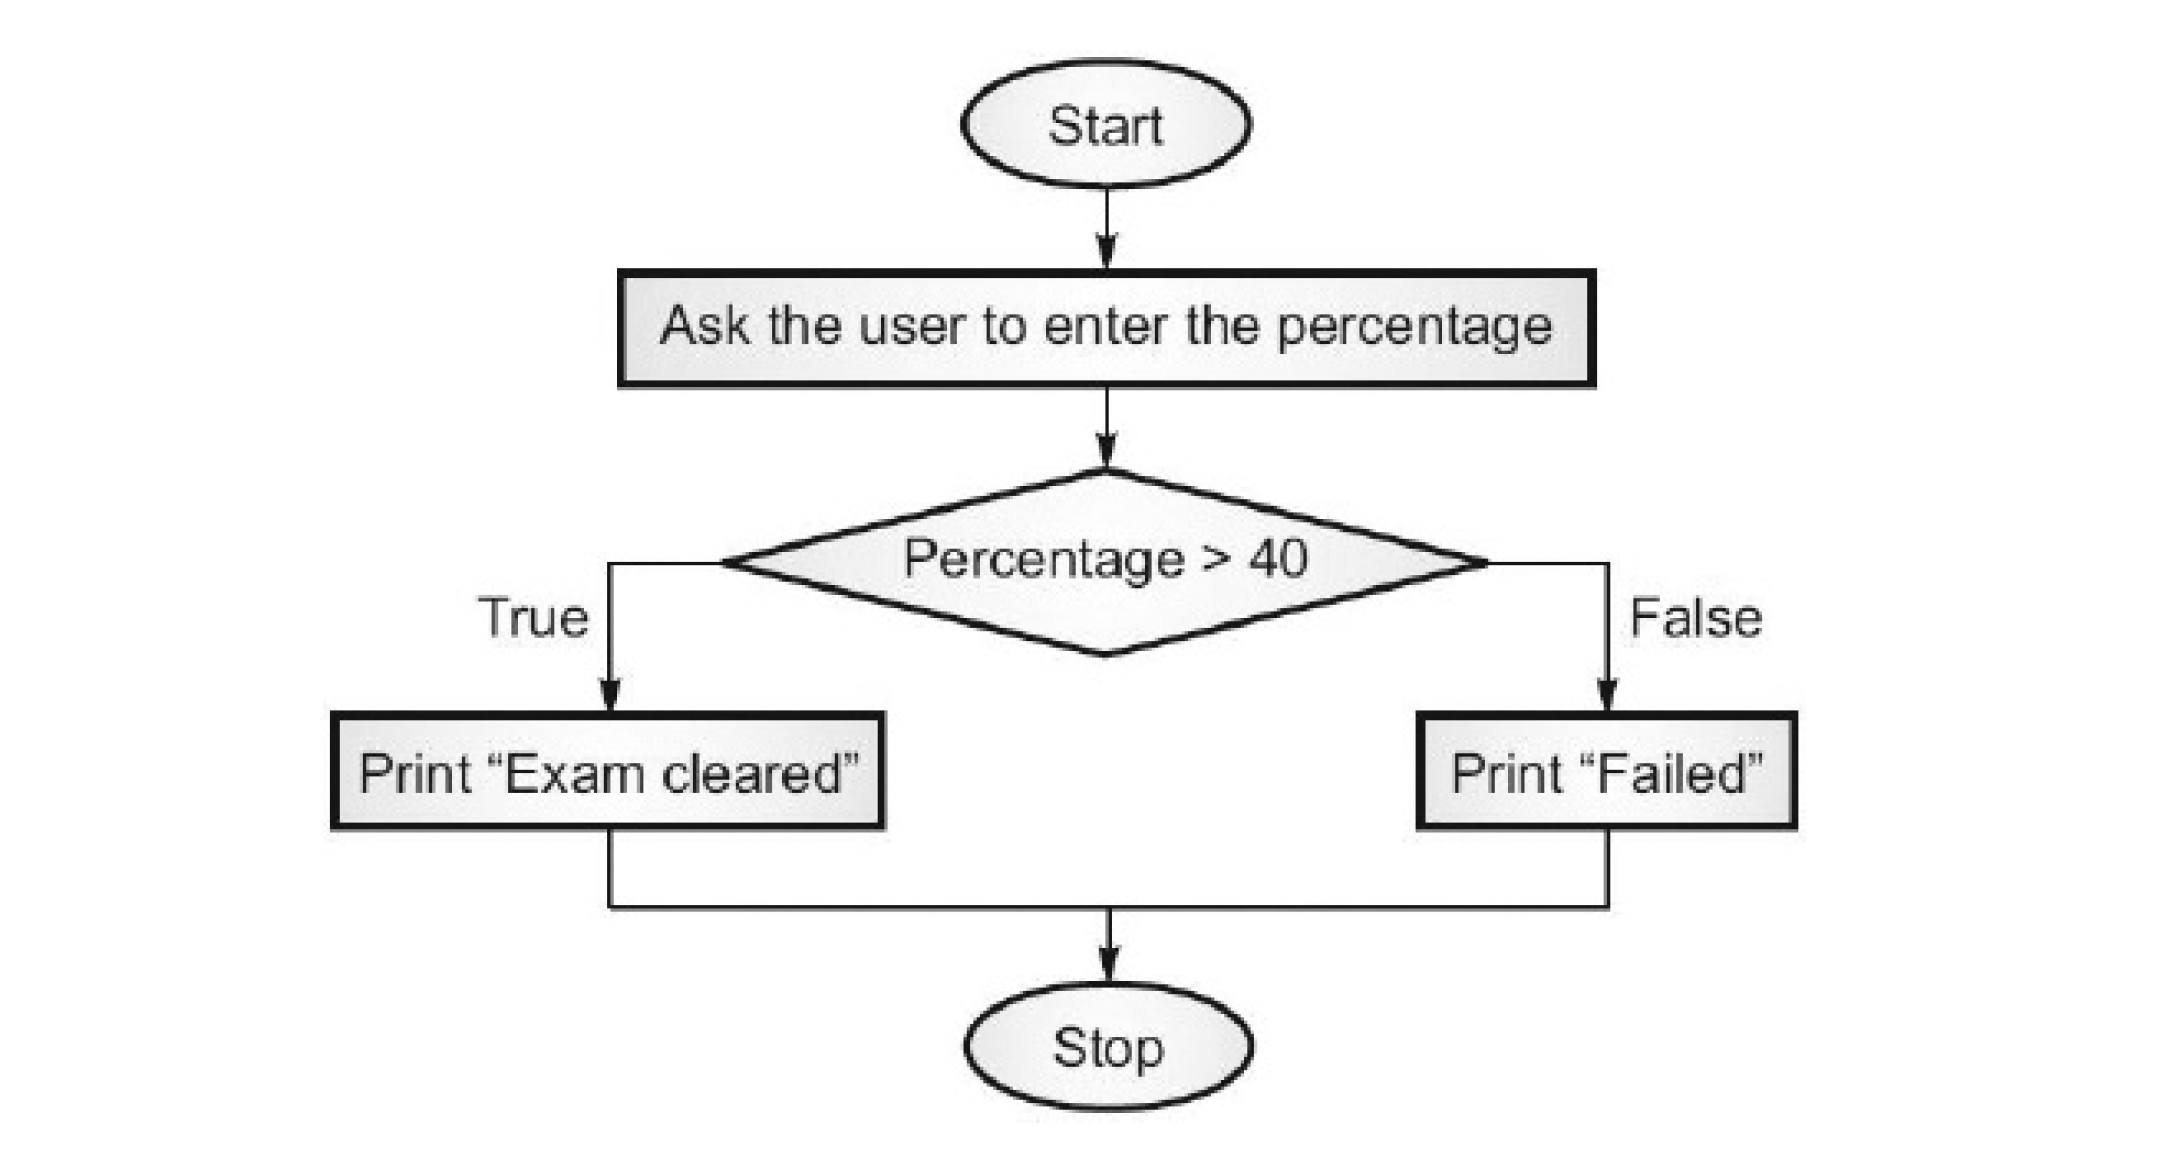 Start
Ask the user to enter the percentage
Percentage > 40
True
False
Print “Exam cleared”
Print “Failed”
Stop